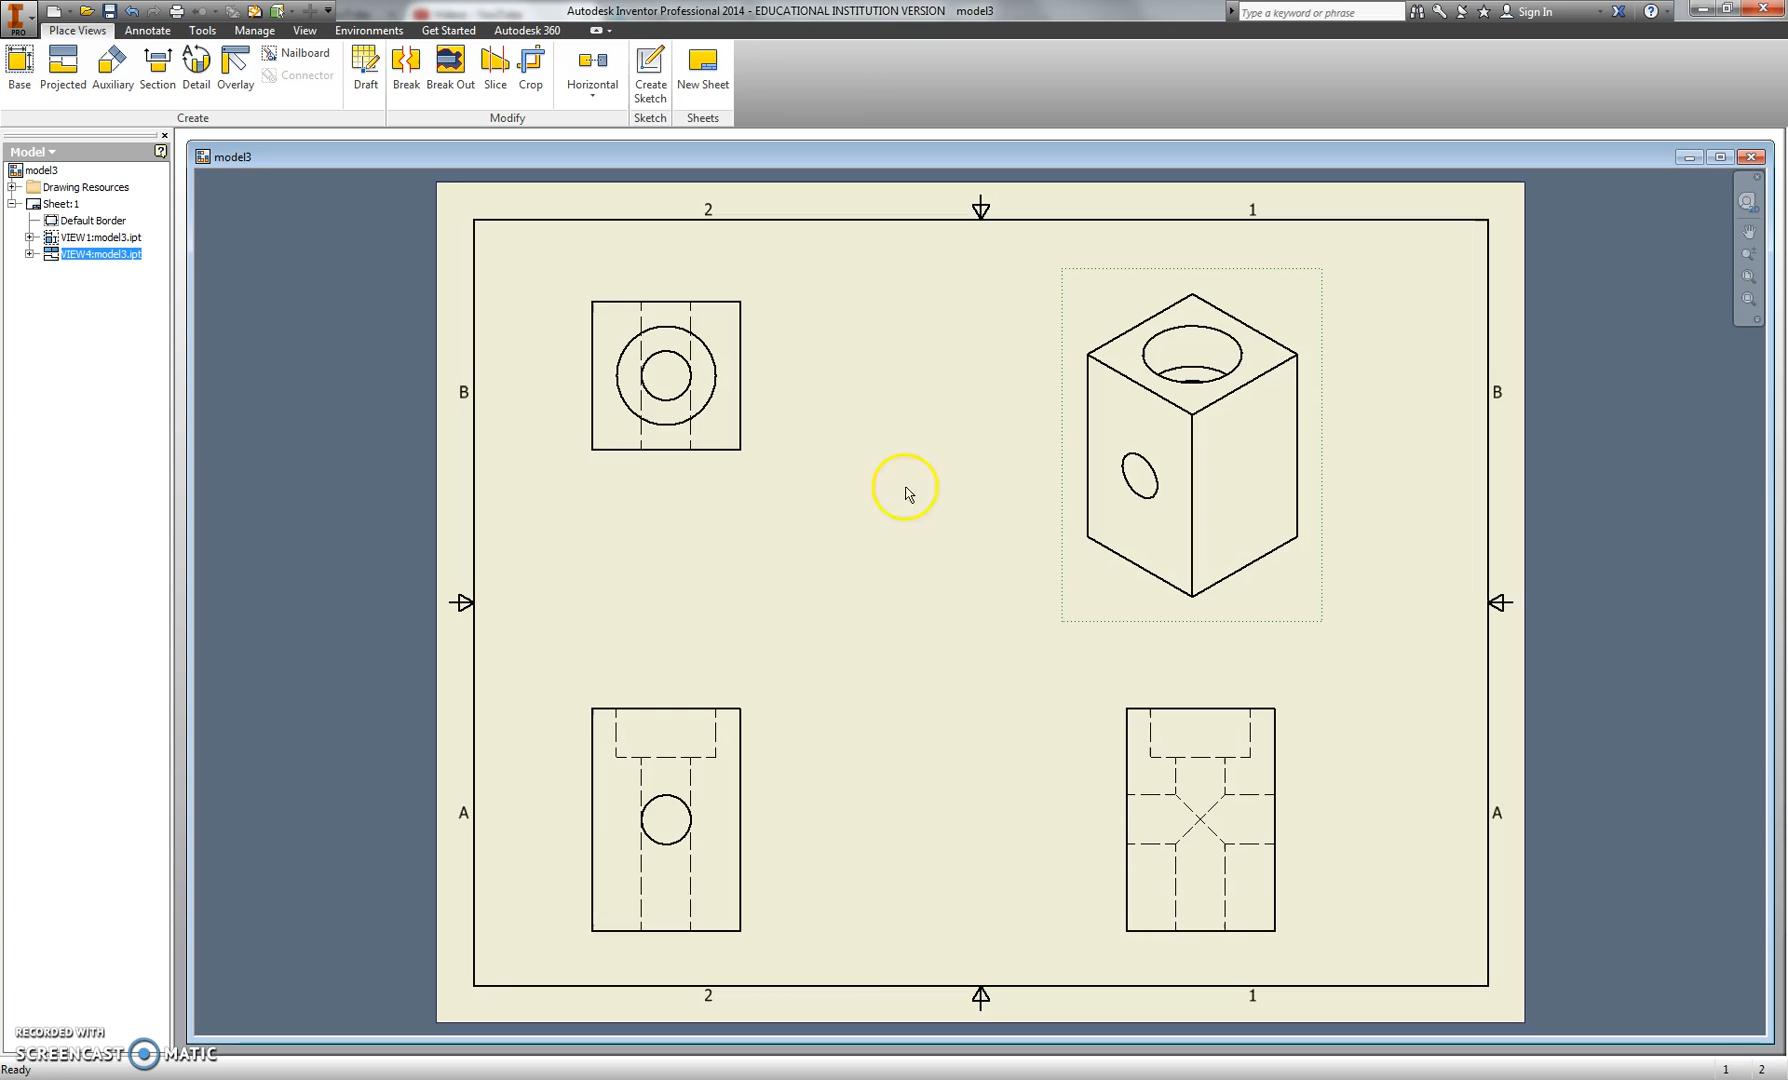 Autodesk Inventor Professional 2014 - EDUCATIONAL INSTITUTION VERSION model3
Type a keyword or phrase
Sign In
PRO
Place Views Annotate Tools Manage View Environments Get Started Autodesk 360
Base Projected Auxiliary Section Detail Overlay
Nailboard
Connector
Draft
Break Break Out Slice Crop
Horizontal
Create Sketch
New Sheet
Create Modify Sketch Sheets
Model
model3
Drawing Resources
Sheet:1
Default Border
VIEW1:model3.ipt
VIEW4:model3.ipt
model3
2D
2 1
B B
A A
2 1
RECORDED WITH
SCREENCAST MATIC
Ready
1 2